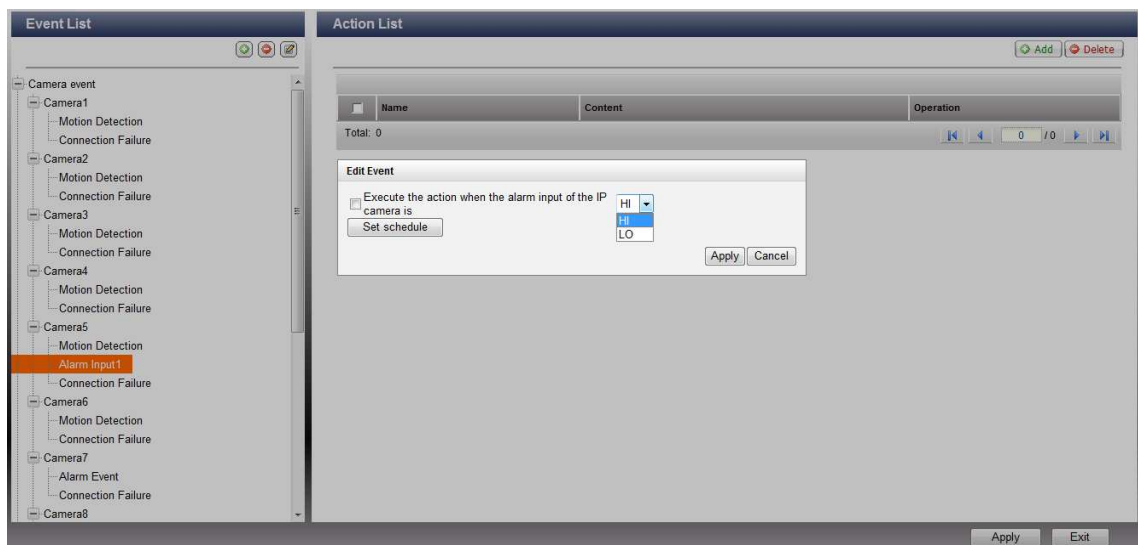 Event List
Action List
Add
Delete
Camera event
Camera1
Motion Detection
Connection Failure
Camera2
Motion Detection
Connection Failure
Camera3
Motion Detection
Connection Failure
Camera4
Motion Detection
Connection Failure
Camera5
Motion Detection
Alarm Input1
Connection Failure
Camera6
Motion Detection
Connection Failure
Camera7
Alarm Event
Connection Failure
Camera8
Name Content Operation
Total: 0
0 / 0
Edit Event
Execute the action when the alarm input of the IP
camera is
HI
HI
LO
Set schedule
Apply Cancel
Apply Exit